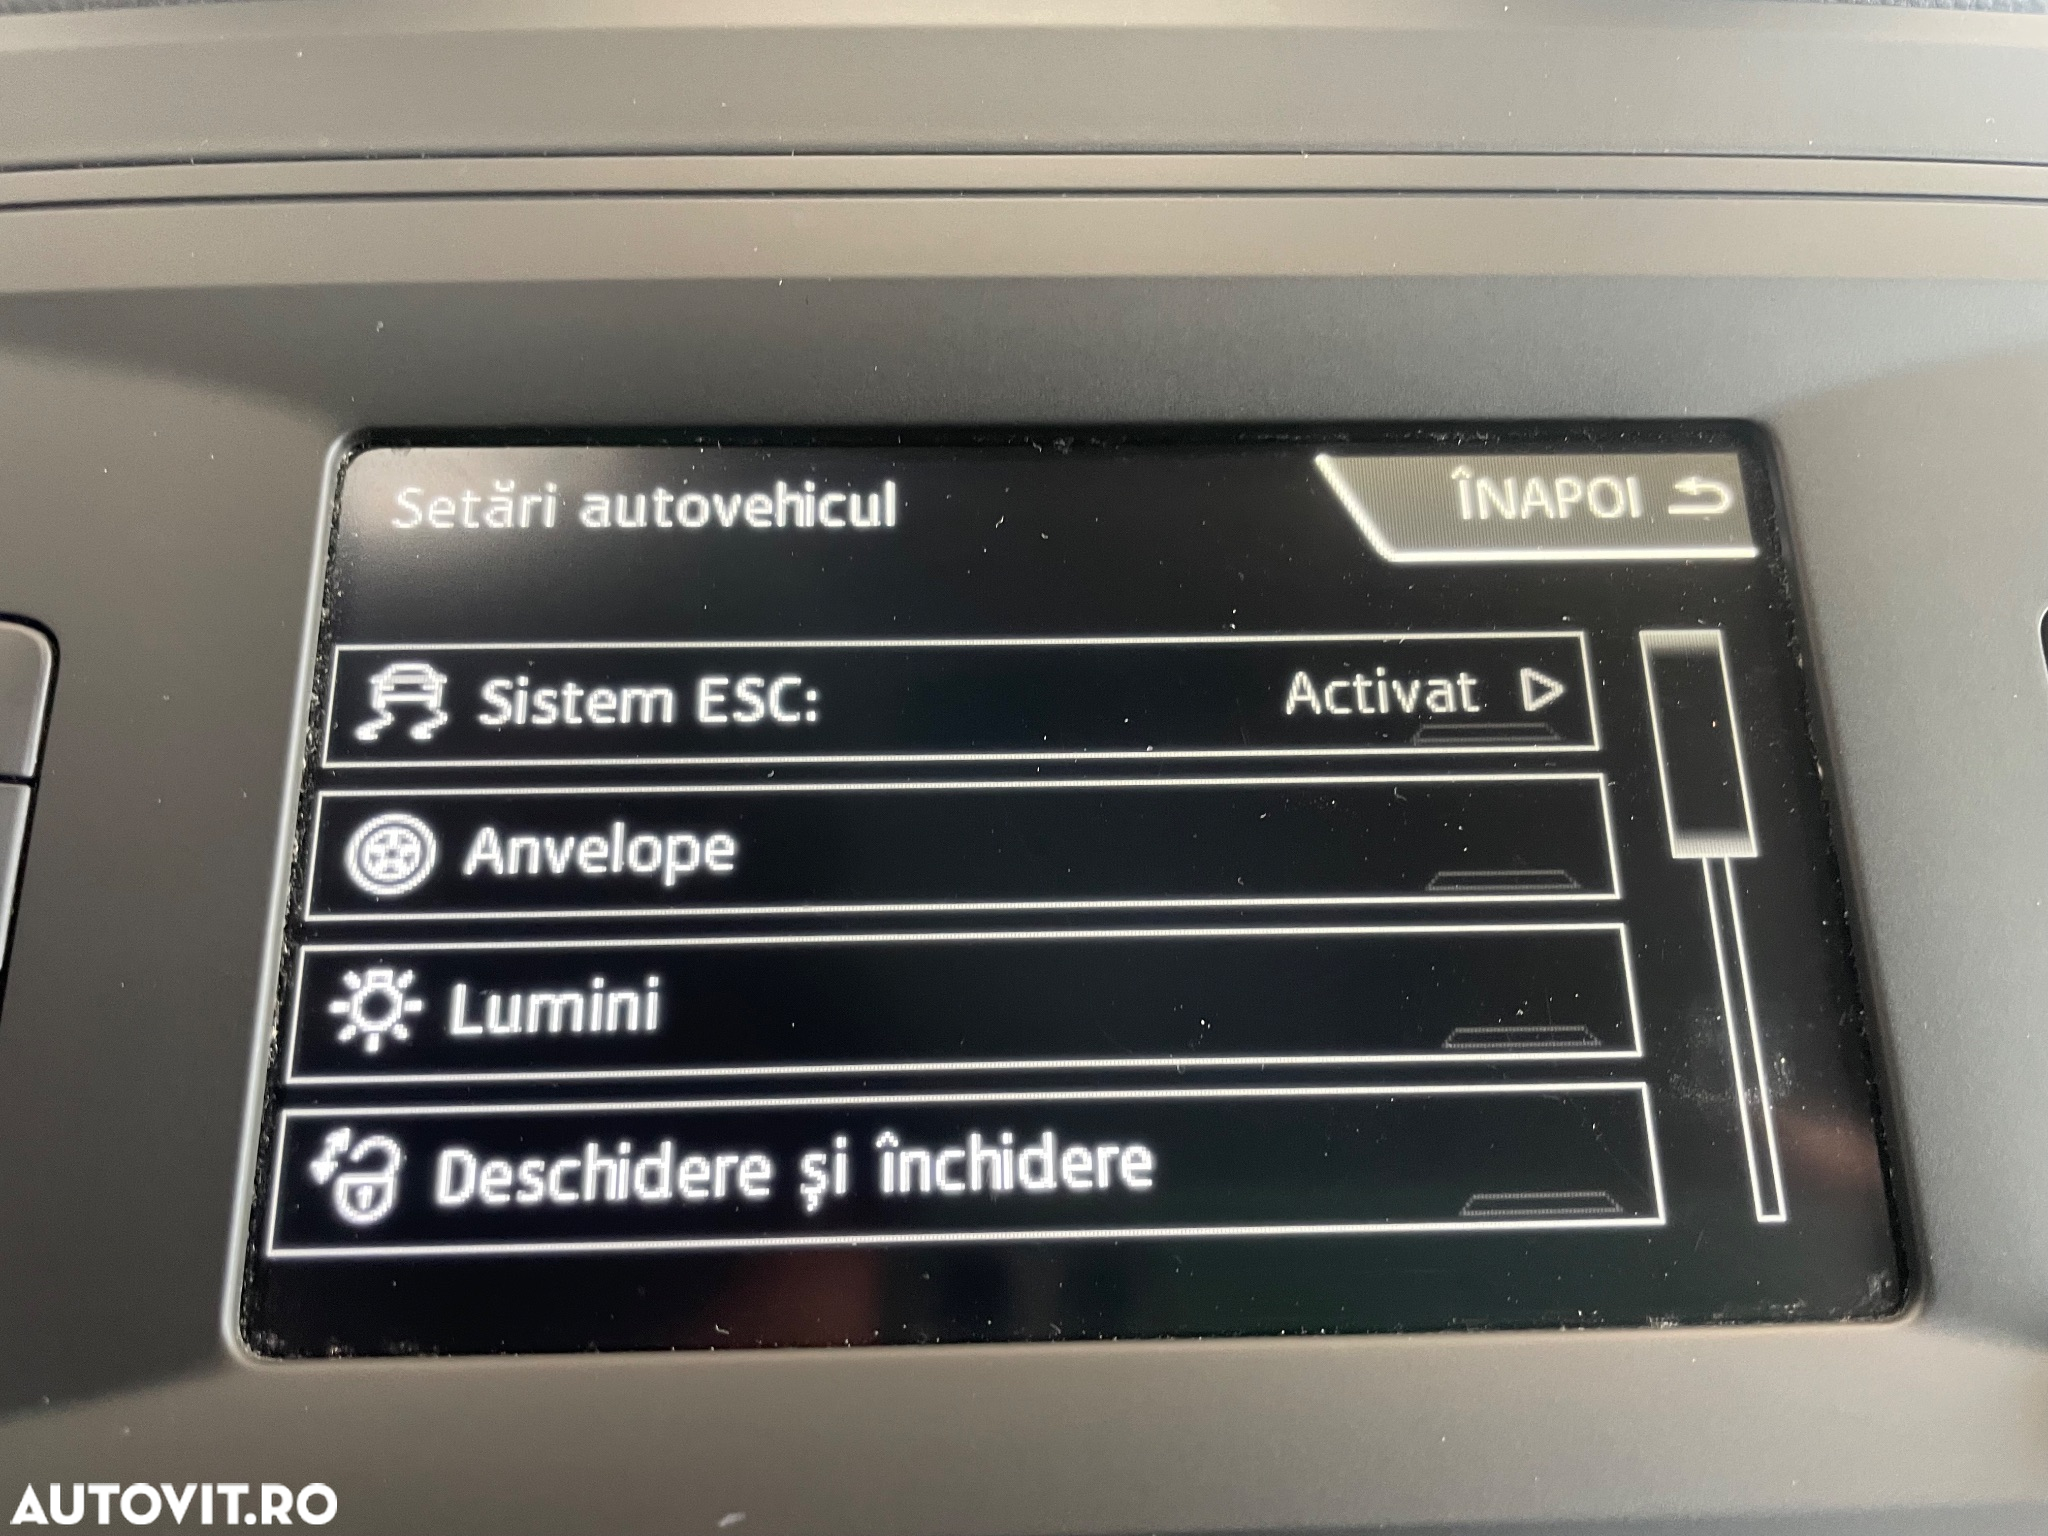 Setări autovehicul
ÎNAPOI
Sistem ESC: Activat
Anvelope
Lumini
Deschidere și închidere
AUTOVIT.RO